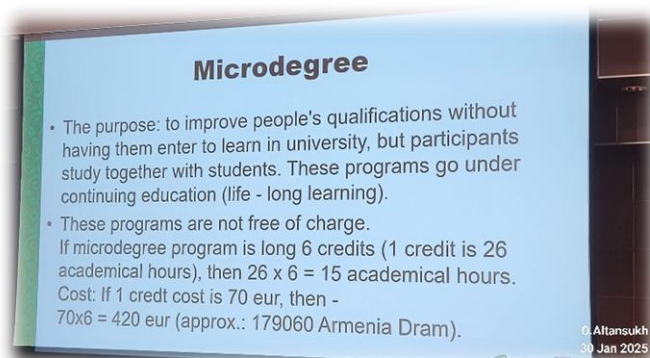 Microdegree
• The purpose: to improve people's qualifications without
having them enter to learn in university, but participants
study together with students. These programs go under
continuing education (life - long learning).
• These programs are not free of charge.
If microdegree program is long 6 credits (1 credit is 26
academical hours), then 26 x 6 = 15 academical hours.
Cost: If 1 credt cost is 70 eur, then -
70x6 = 420 eur (approx.: 179060 Armenia Dram).
O.Altansukh
30 Jan 2025